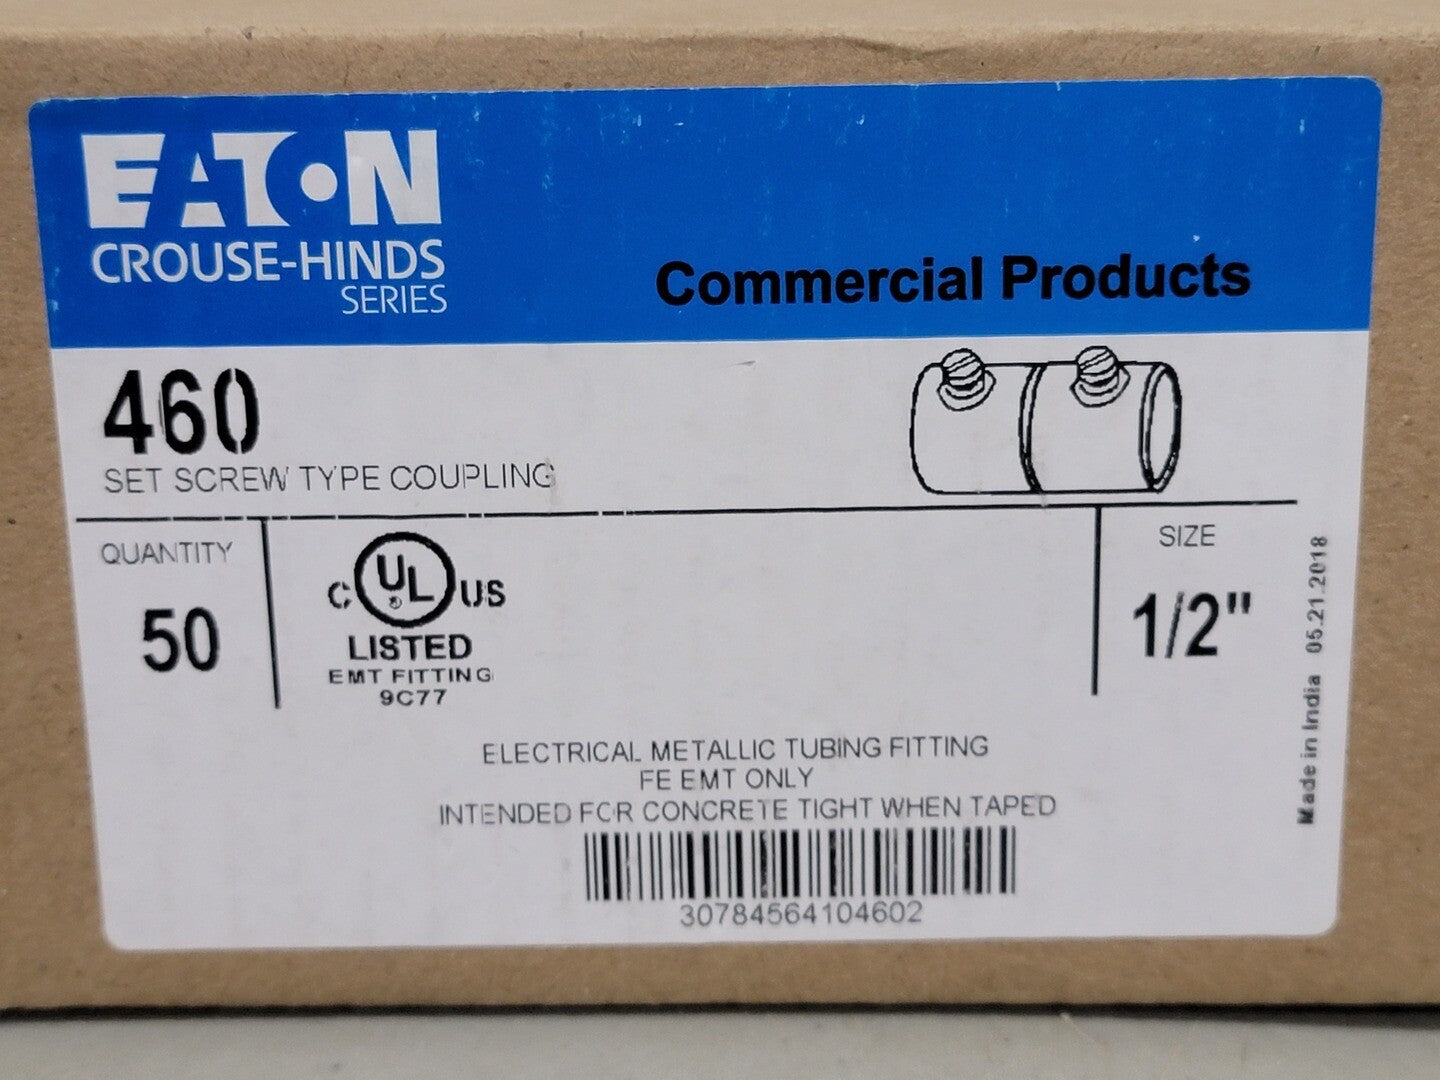 EATON
CROUSE-HINDS
SERIES
Commercial Products
460
SET SCREW TYPE COUPLING
QUANTITY
50
C UL ® US
LISTED
EMT FITTING
9C77
SIZE
1/2"
Made in India 05.21.2018
ELECTRICAL METALLIC TUBING FITTING
FE EMT ONLY
INTENDED FOR CONCRETE TIGHT WHEN TAPED
30784564104602